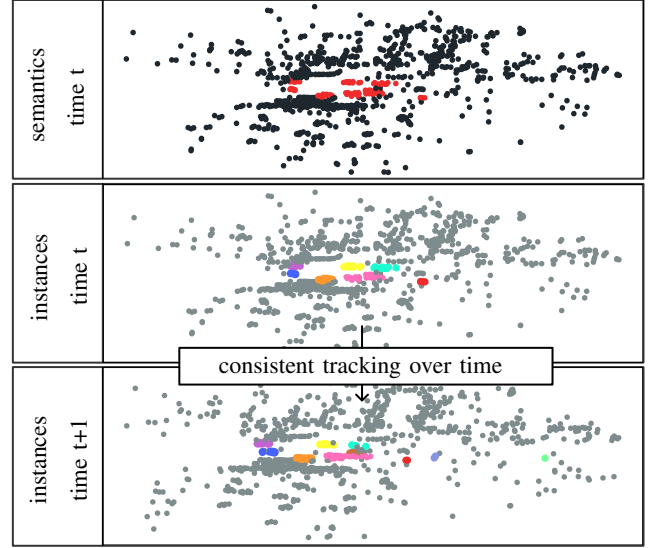 semantics
time t
instances
time t
consistent tracking over time
instances
time t+1